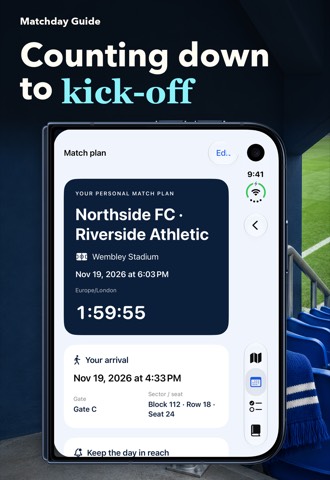 Matchday Guide
Counting down
to kick-off
Match plan
Ed..
9:41
YOUR PERSONAL MATCH PLAN
Northside FC ·
Riverside Athletic
Wembley Stadium
Nov 19, 2026 at 6:03 PM
Europe/London
1:59:55
Your arrival
Nov 19, 2026 at 4:33 PM
Gate
Gate C
Sector / seat
Block 112 · Row 18 ·
Seat 24
Keep the day in reach